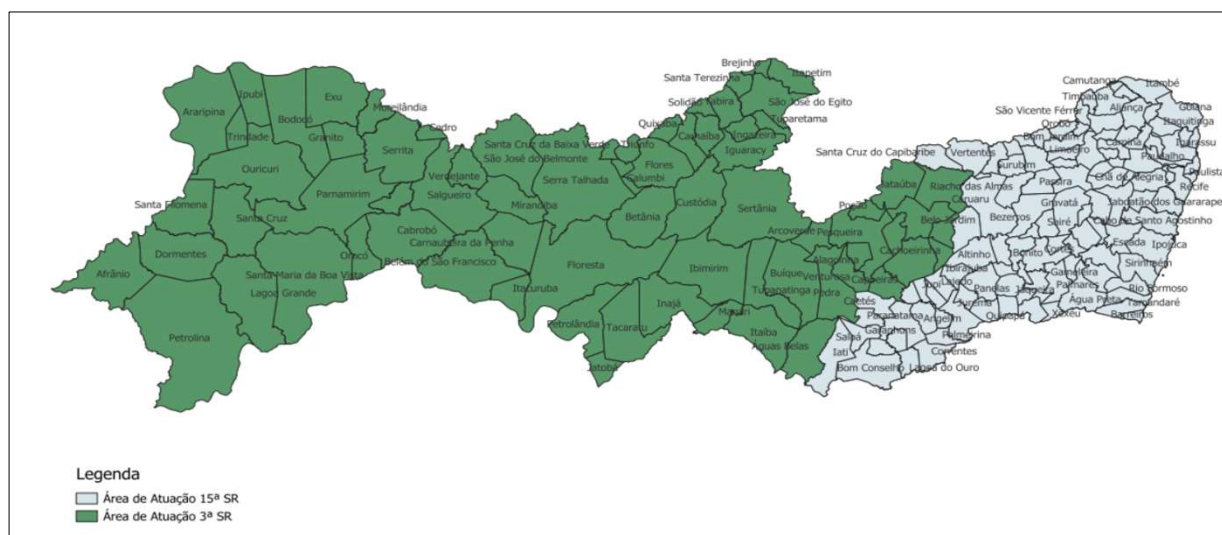 Brejinho
Itapetim
Santa Terezinha
Camutanga
Itambé
Ipubi
Exu
Araripina
Solidão
Tabira
São José do Egito
Timbaúba
Moreilândia
São Vicente Férrer
Aliança
Goiana
Bodocó
Quixaba
Tuparetama
Orobó
Itaquitinga
Trindade
Granito
Cedro
Carnaíba
Ingazeira
Bom Jardim
Carpina
Igarassu
Santa Cruz da Baixa Verde
Triunfo
Iguaracy
Limoeiro
Serrita
Santa Cruz do Capibaribe
Vertentes
Paudalho
São José do Belmonte
Flores
Surubim
Ouricuri
Verdejante
Calumbi
Chã de Alegria
Paulista
Serra Talhada
Passira
Parnamirim
Salgueiro
Jataúba
Riacho das Almas
Recife
Santa Filomena
Mirandiba
Custódia
Sertânia
Caruaru
Gravatá
Jaboatão dos Guararapes
Santa Cruz
Betânia
Poção
Belo Jardim
Bezerros
Sairé
Cabo de Santo Agostinho
Cabrobó
Arcoverde
Pesqueira
Carnaubeira da Penha
Escada
Ipojuca
Dormentes
Orocó
Cachoeirinha
Altinho
Bonito
Cortês
Belém do São Francisco
Floresta
Alagoinha
Sirinhaém
Afrânio
Santa Maria da Boa Vista
Ibimirim
Buíque
Venturosa
Capoeiras
Ibirajuba
Gameleira
Itacuruba
Tupanatinga
Pedra
Jupi
Lajedo
Panelas
Jaqueira
Palmares
Rio Formoso
Lagoa Grande
Inajá
Caetés
Jurema
Água Preta
Tamandaré
Petrolândia
Manari
Paranatama
Angelim
Quipapá
Xexéu
Barreiros
Petrolina
Tacaratu
Itaíba
Saloá
Garanhuns
Palmeirina
Águas Belas
Iati
Correntes
Jatobá
Bom Conselho
Lagoa do Ouro
Legenda
Área de Atuação 15ª SR
Área de Atuação 3ª SR